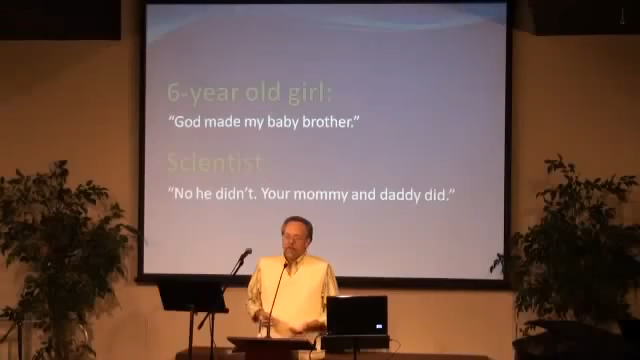 6-year old girl:
“God made my baby brother.”
Scientist
“No he didn’t. Your mommy and daddy did.”